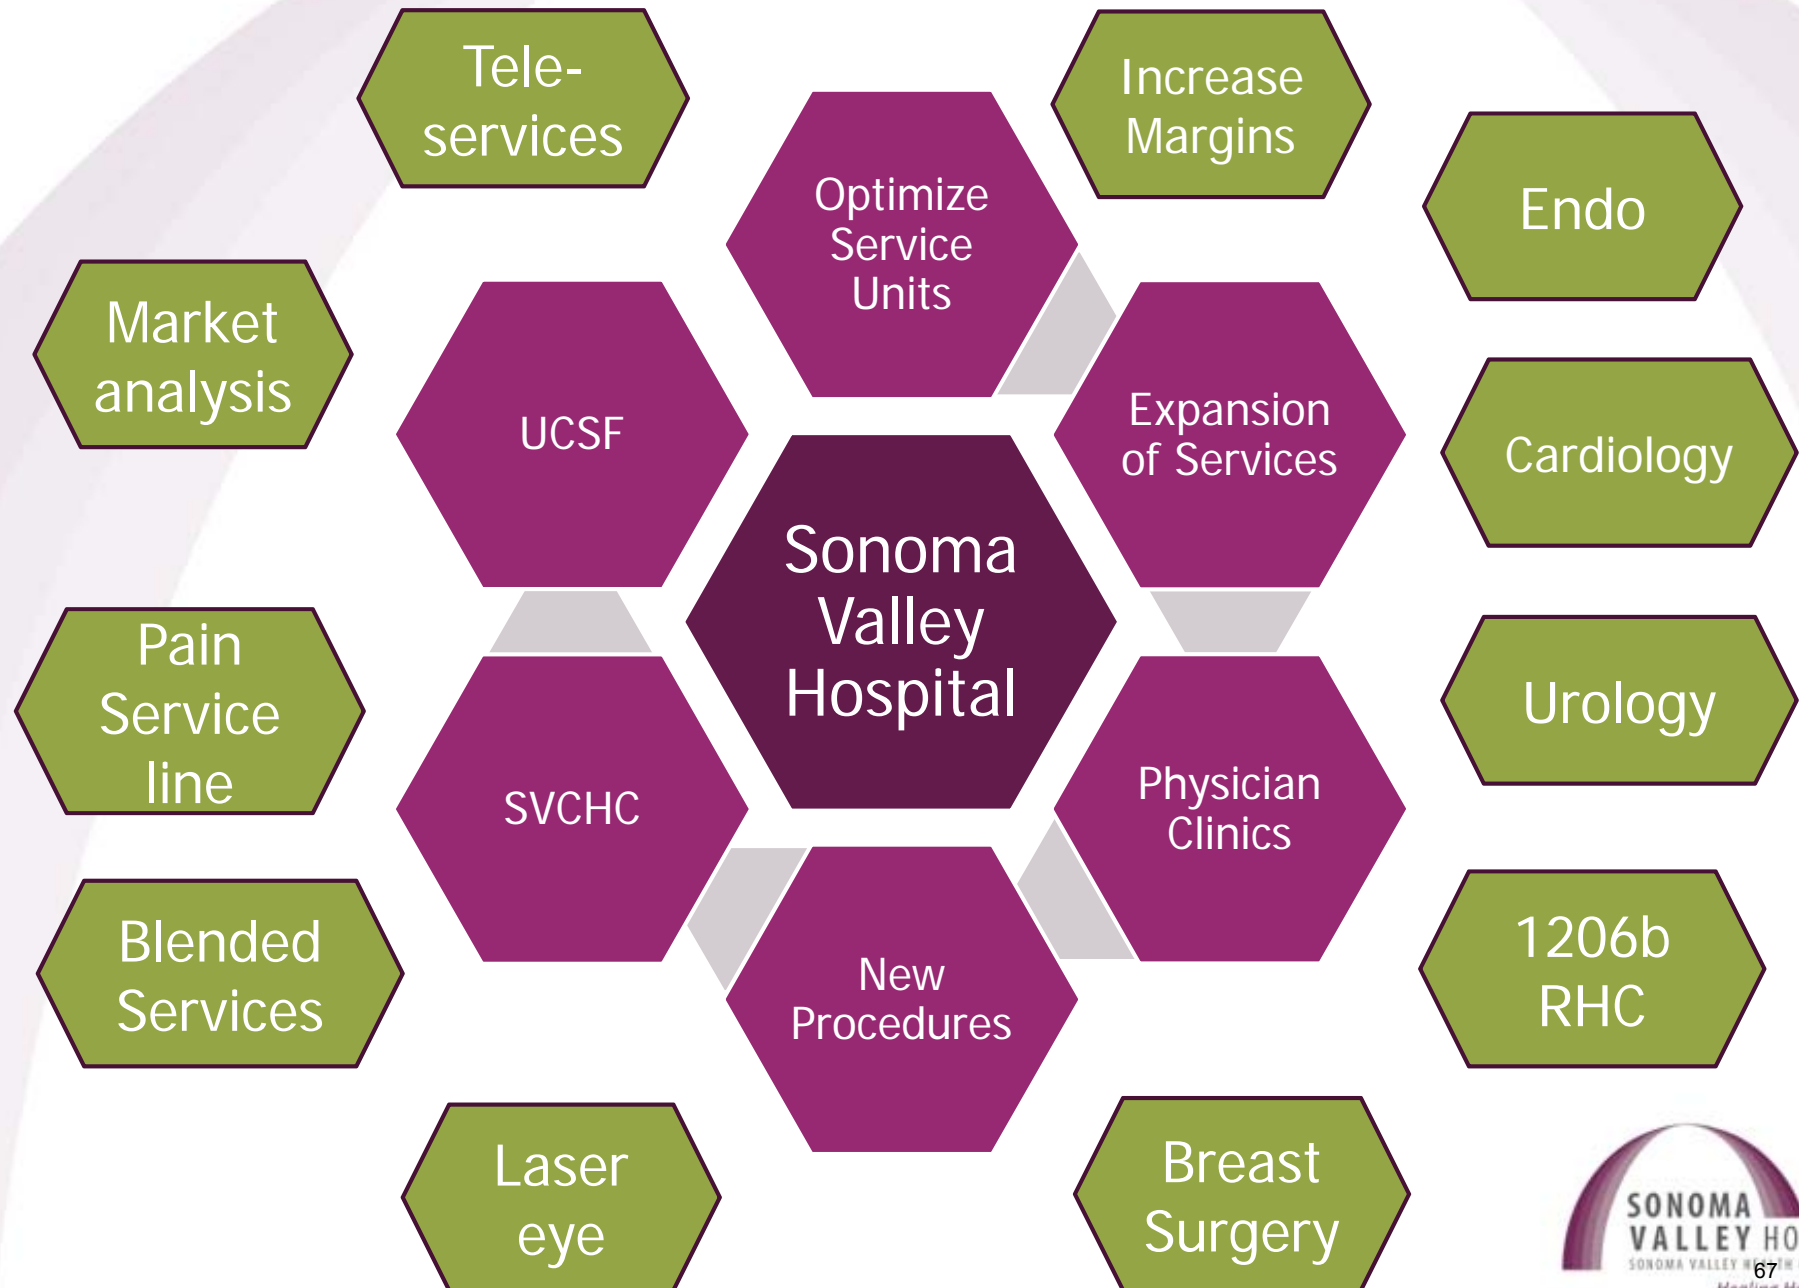 Tele-
services
Increase
Margins
Optimize
Service
Units
Endo
Market
analysis
UCSF
Expansion
of Services
Cardiology
Sonoma
Valley
Hospital
Pain
Service
line
Urology
SVCHC
Physician
Clinics
Blended
Services
New
Procedures
1206b
RHC
Laser
eye
Breast
Surgery
SONOMA
VALLEY HO
SONOMA VALLEY
67